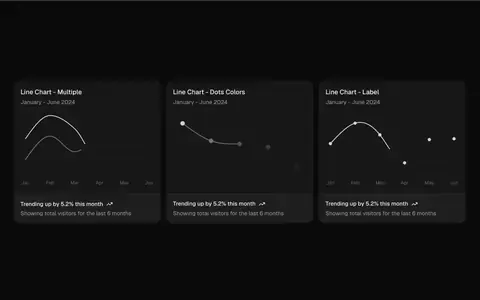 Line Chart - Multiple
January - June 2024
Jan Feb Mar Apr May Jun
Trending up by 5.2% this month
Showing total visitors for the last 6 months
Line Chart - Dots Colors
January - June 2024
Trending up by 5.2% this month
Showing total visitors for the last 6 months
Line Chart - Label
January - June 2024
Jan Feb Mar Apr May Jun
Trending up by 5.2% this month
Showing total visitors for the last 6 months